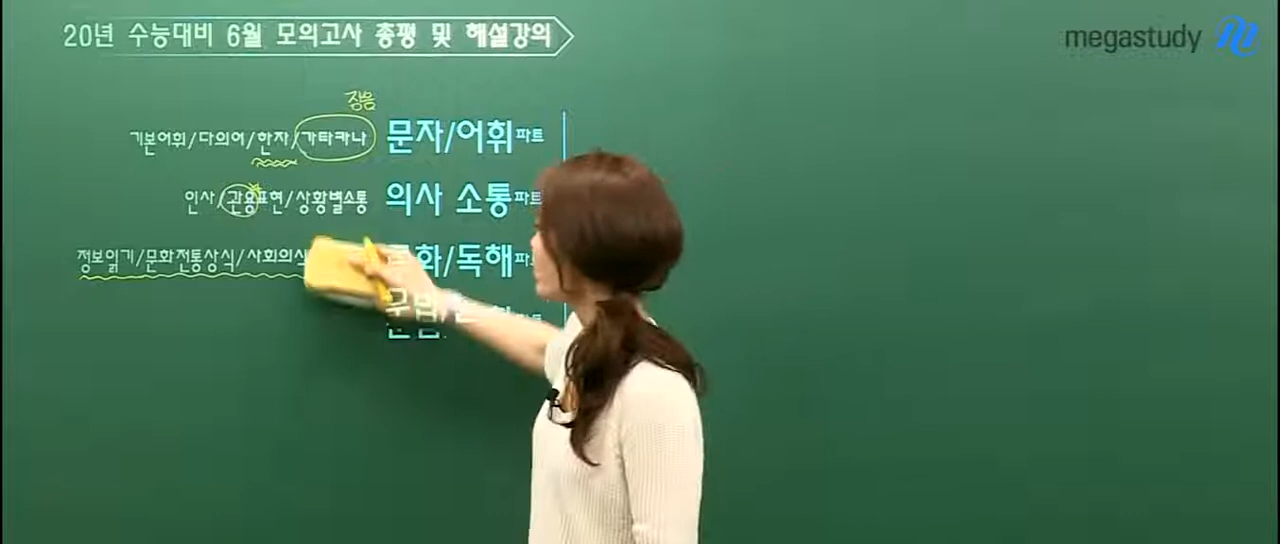 20년 수능대비 6월 모의고사 총평 및 해설강의
megastudy
장음
기본어휘/다의어/한자/가타카나 문자/어휘파트
인사/관용표현/상황별소통 의사 소통파트
정보읽기/문화전통상식/사회의식 화/독해